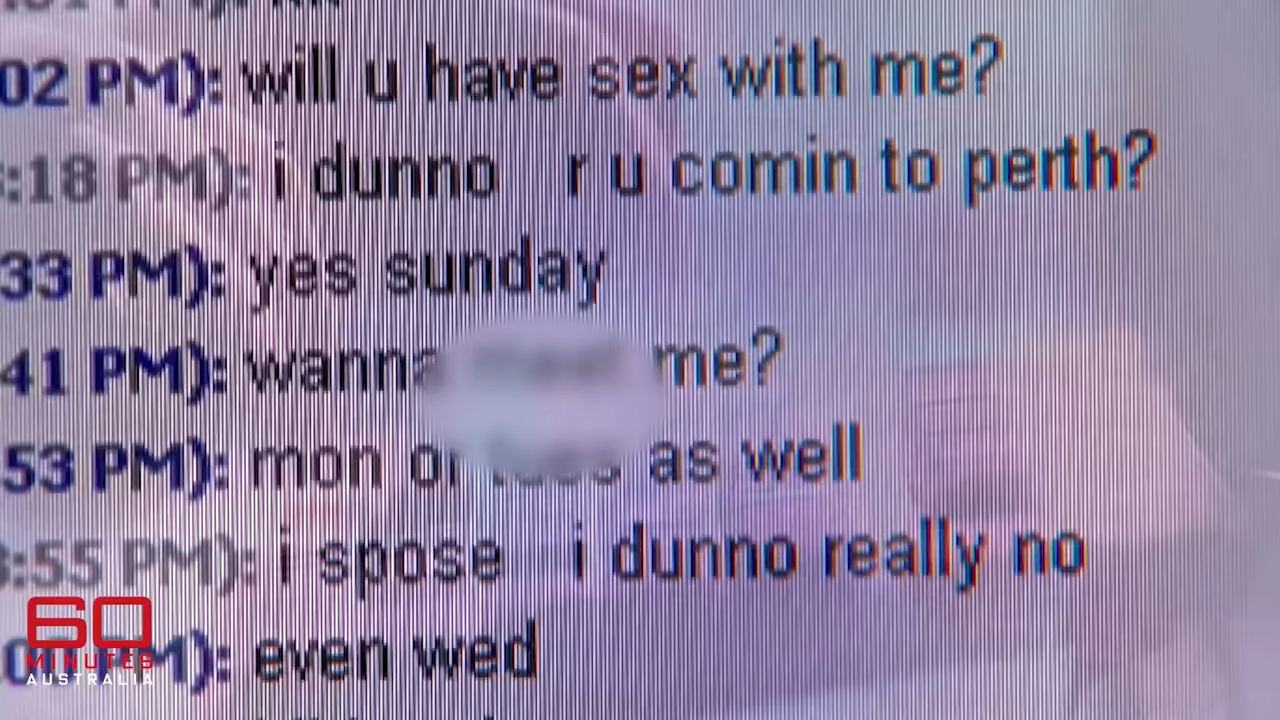 02 PM): will u have sex with me?
:18 PM): i dunno r u comin to perth?
33 PM): yes sunday
41 PM): wanna me?
53 PM): mon or as well
:55 PM): i spose i dunno really no
PM): even wed
60
MINUTES
AUSTRALIA